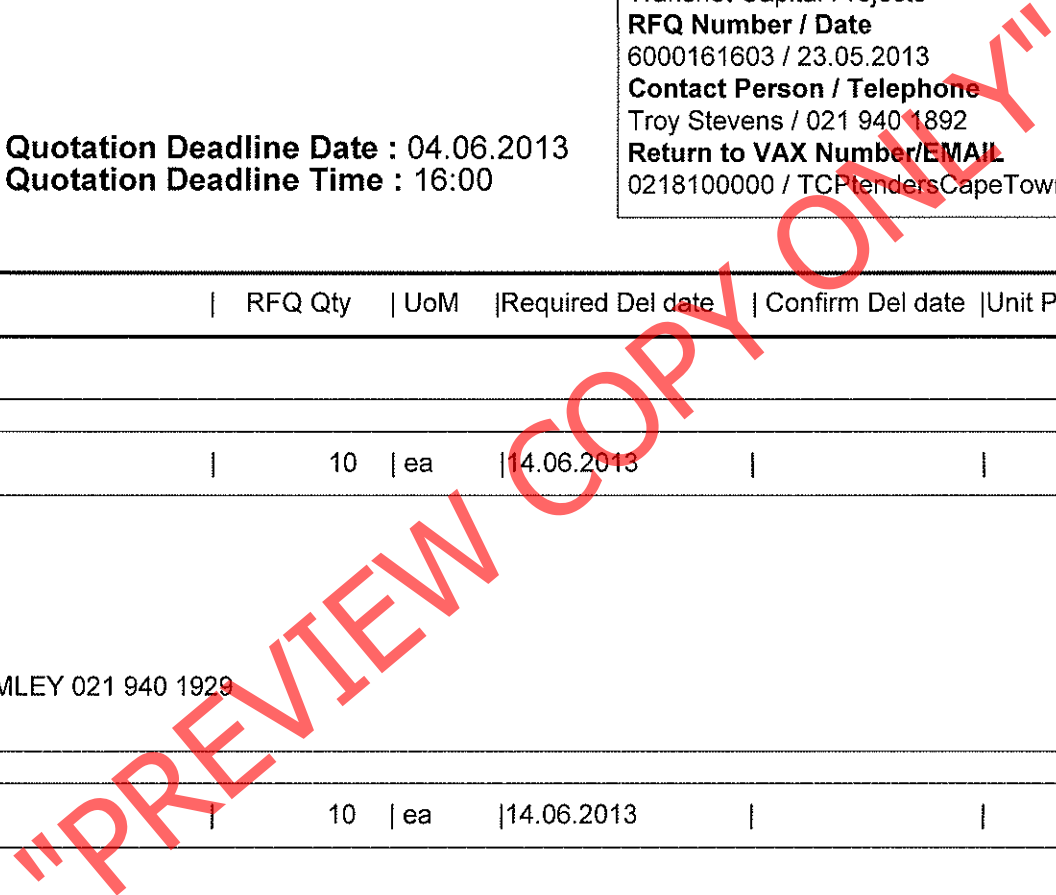 RFQ Number / Date
6000161603 / 23.05.2013
Contact Person / Telephone
Troy Stevens / 021 940 1892
Quotation Deadline Date : 04.06.2013
Return to VAX Number/EMAIL
Quotation Deadline Time : 16:00
0218100000 / TCPtendersCapeTown
| RFQ Qty | UoM |Required Del date | Confirm Del date |Unit P
| 10 | ea |14.06.2013 | |
MLEY 021 940 1929
| 10 | ea |14.06.2013 | |
"PREVIEW COPY ONLY"